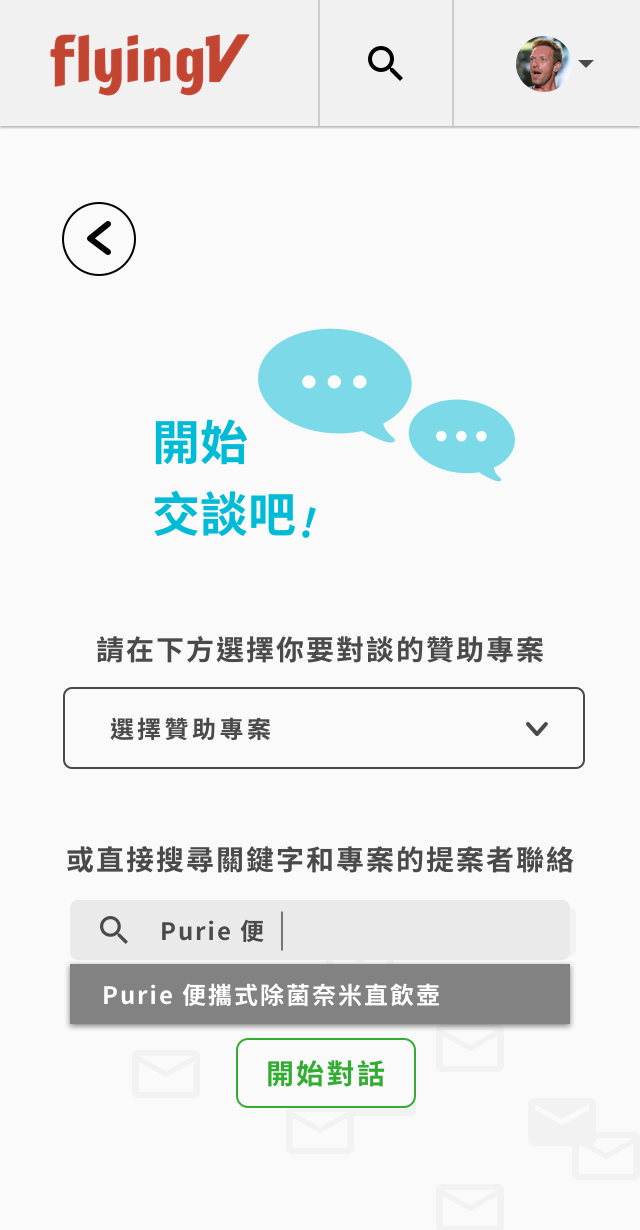 flyingV
開始
交談吧!
請在下方選擇你要對談的贊助專案
選擇贊助專案
或直接搜尋關鍵字和專案的提案者聯絡
Purie 便
Purie 便攜式除菌奈米直飲壺
開始對話